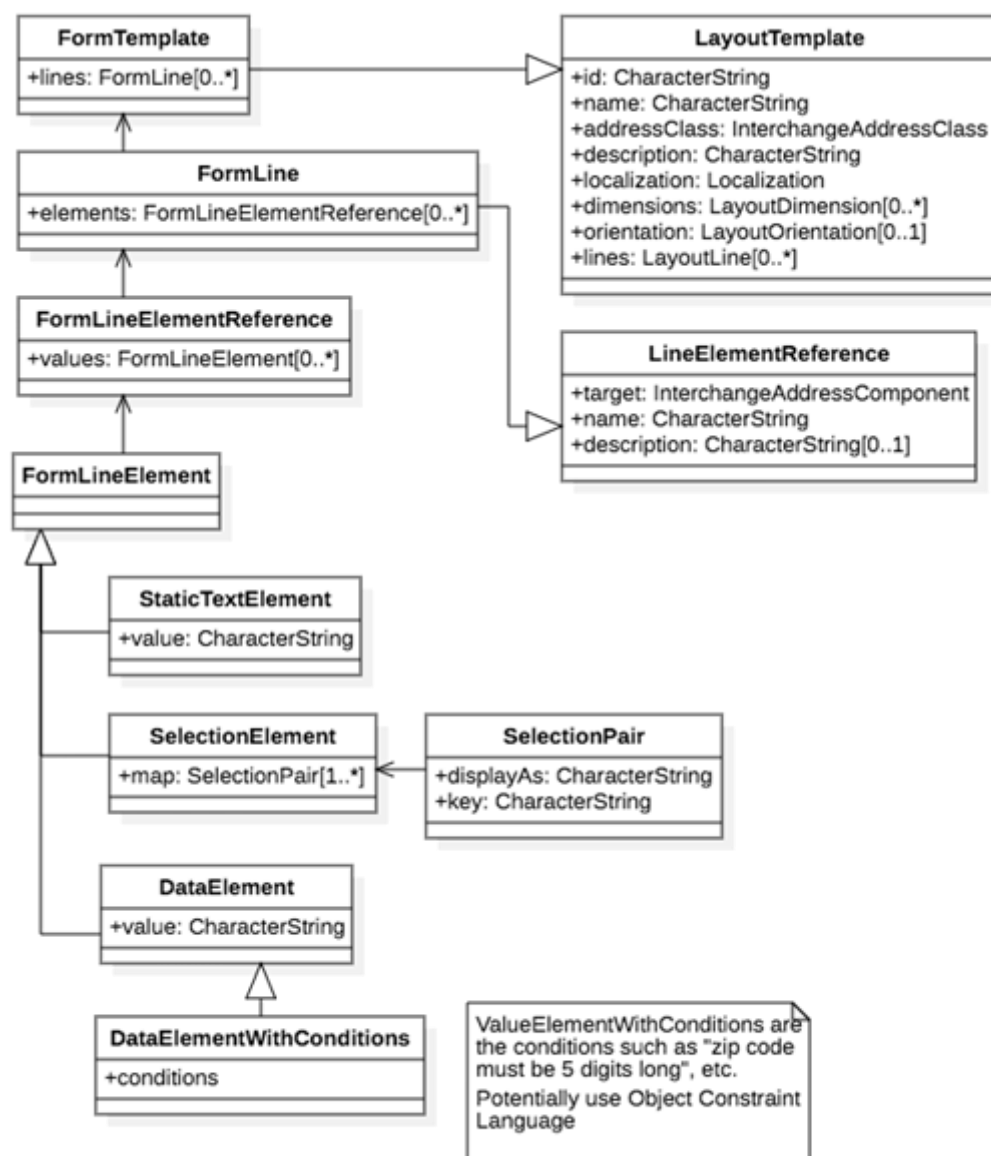 FormTemplate
+lines: FormLine[0..*]
LayoutTemplate
+id: CharacterString
+name: CharacterString
+addressClass: InterchangeAddressClass
+description: CharacterString
+localization: Localization
+dimensions: LayoutDimension[0..*]
+orientation: LayoutOrientation[0..1]
+lines: LayoutLine[0..*]
FormLine
+elements: FormLineElementReference[0..*]
FormLineElementReference
+values: FormLineElement[0..*]
LineElementReference
+target: InterchangeAddressComponent
+name: CharacterString
+description: CharacterString[0..1]
FormLineElement
StaticTextElement
+value: CharacterString
SelectionElement
+map: SelectionPair[1..*]
SelectionPair
+displayAs: CharacterString
+key: CharacterString
DataElement
+value: CharacterString
DataElementWithConditions
+conditions
ValueElementWithConditions are
the conditions such as "zip code
must be 5 digits long", etc.
Potentially use Object Constraint
Language